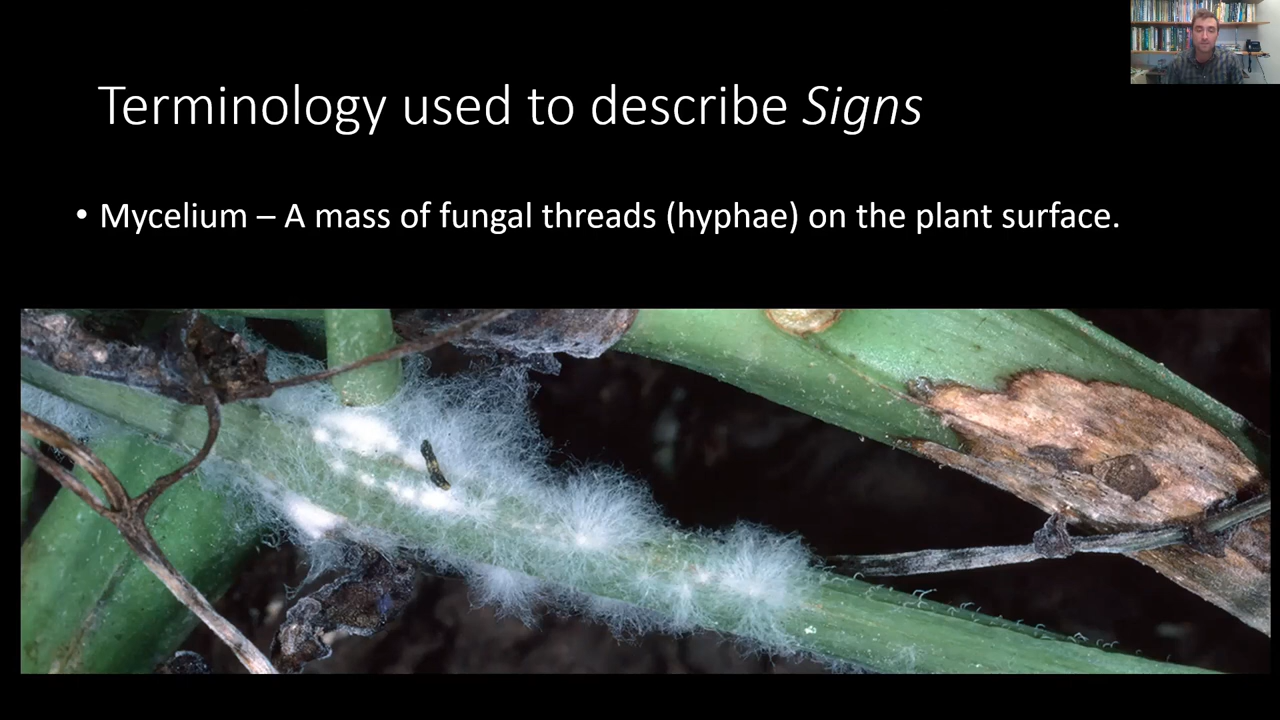 Terminology used to describe Signs
• Mycelium – A mass of fungal threads (hyphae) on the plant surface.